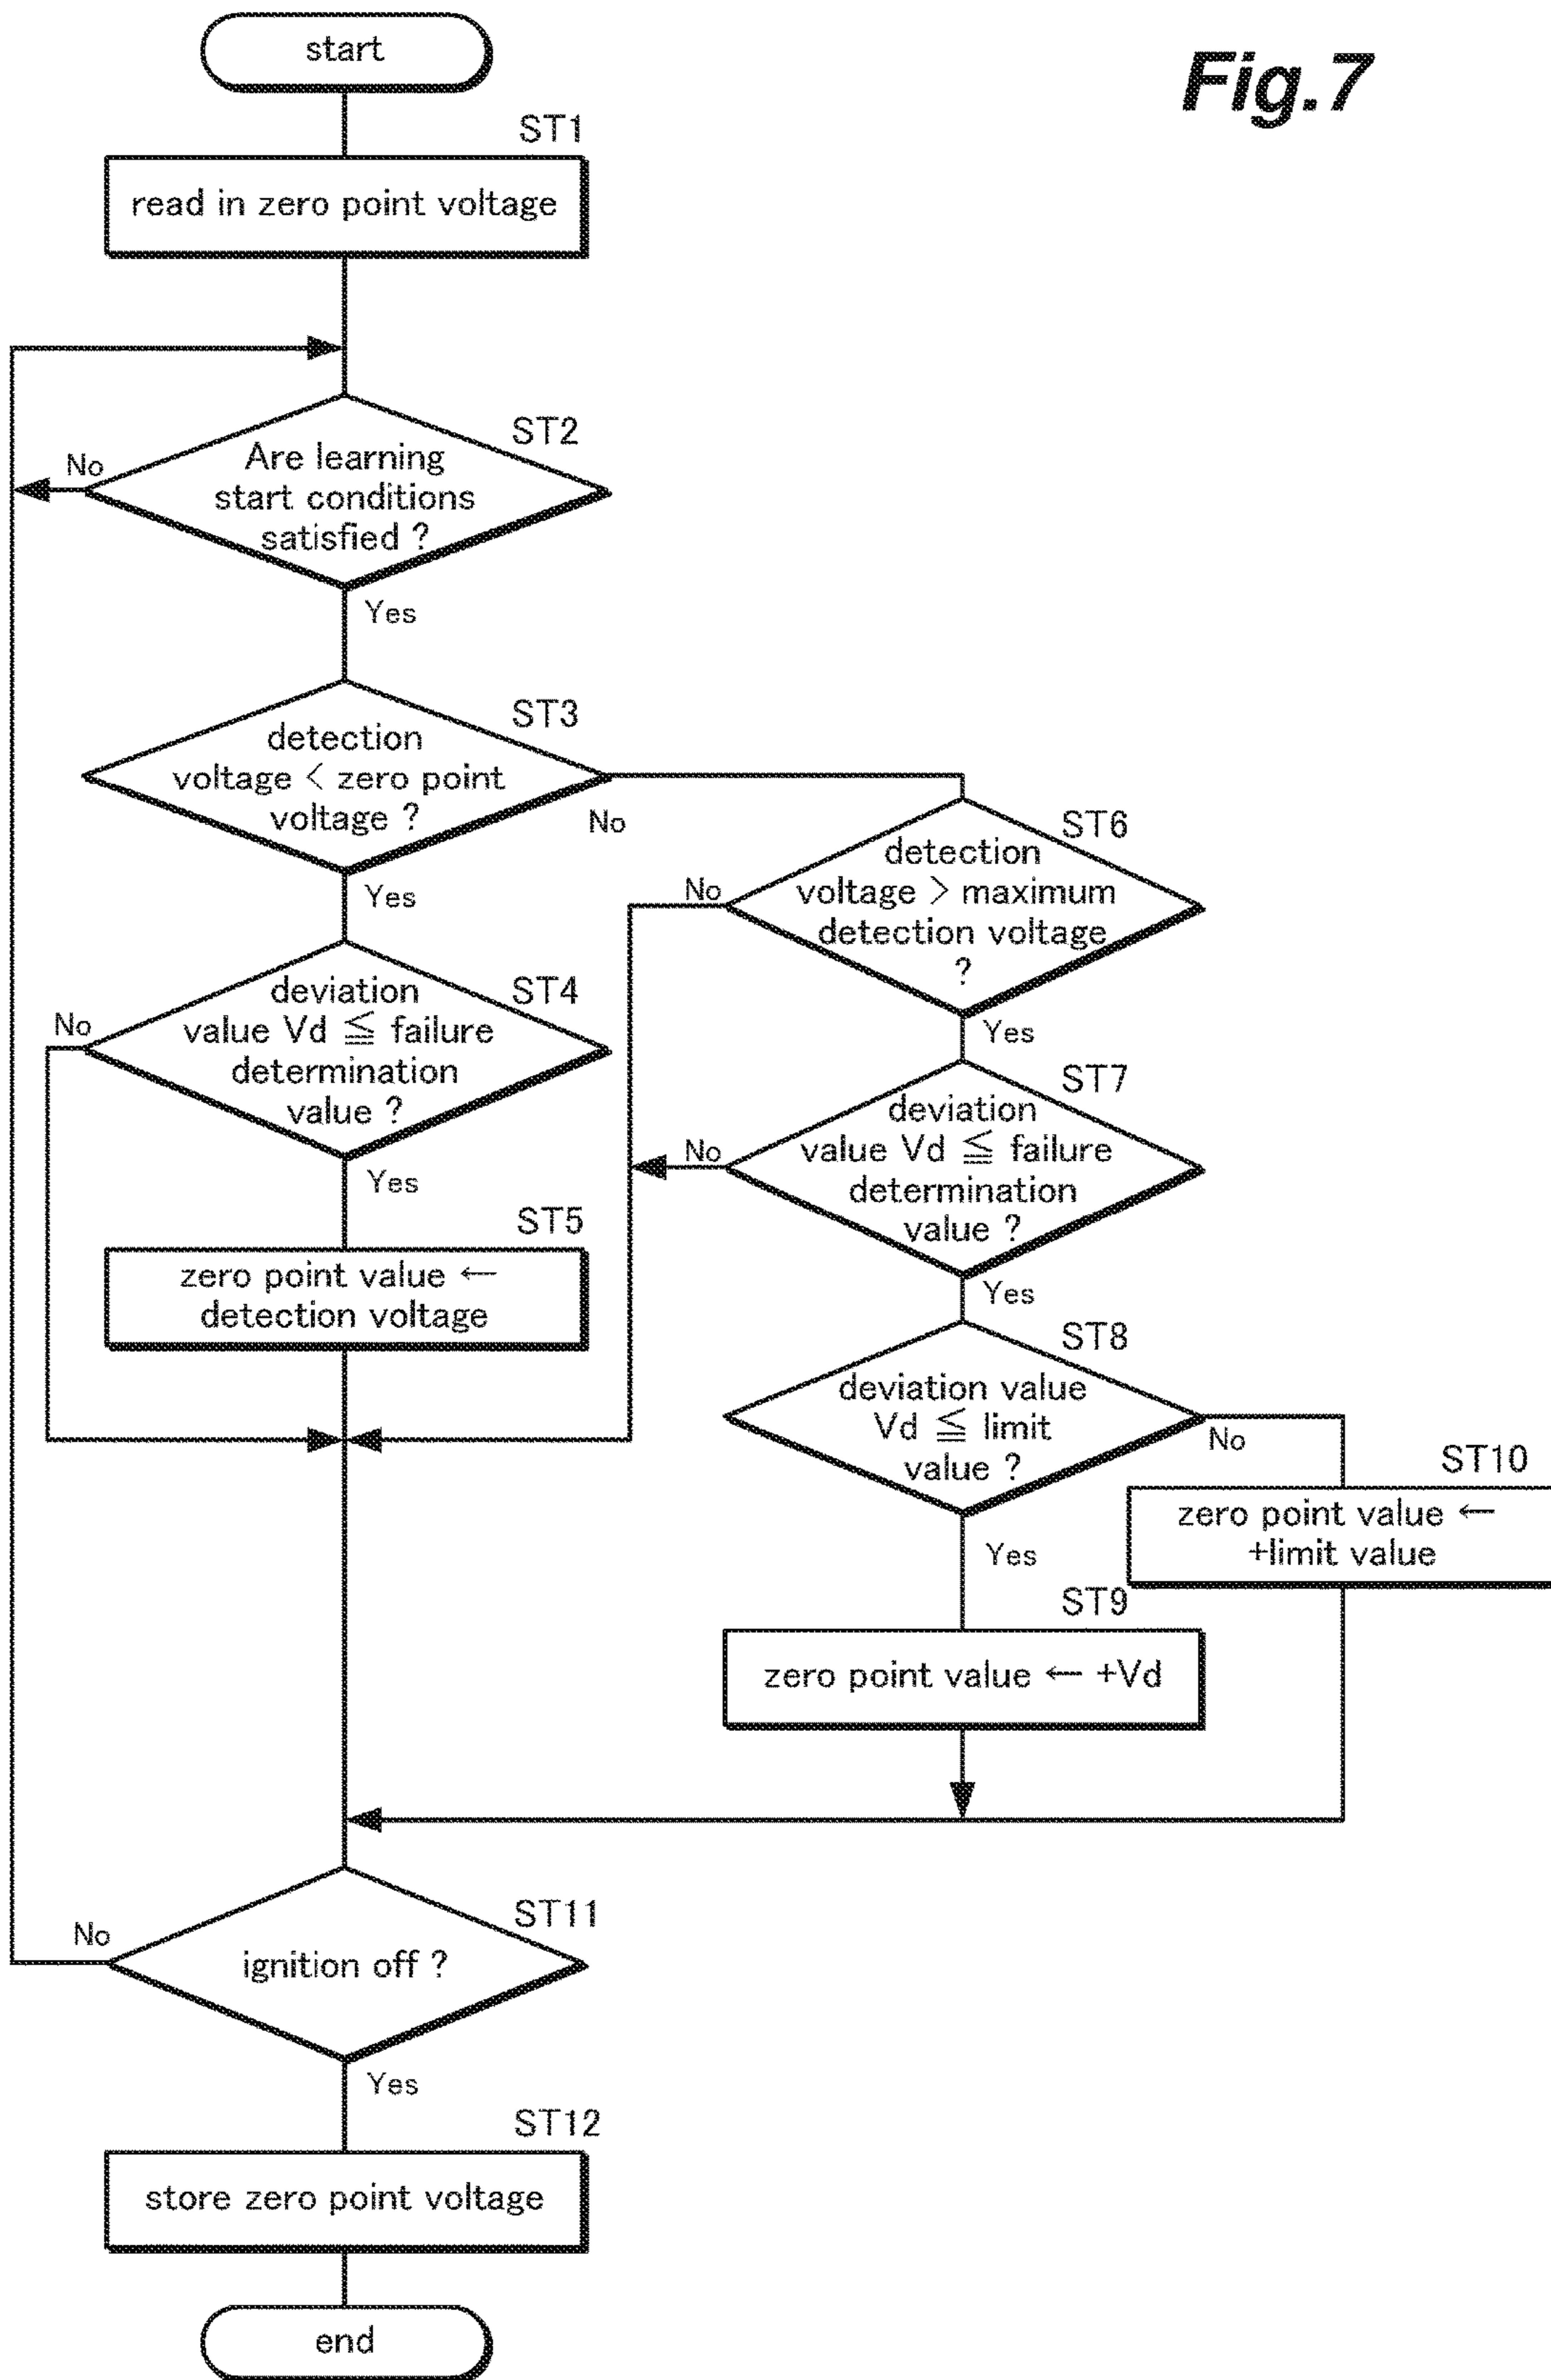 Fig.7
start
ST1
read in zero point voltage
ST2
Are learning
start conditions
satisfied ?
No
Yes
ST3
detection
voltage < zero point
voltage ?
No
Yes
ST4
deviation
value Vd ≦ failure
determination
value ?
No
Yes
ST5
zero point value ←
detection voltage
ST6
detection
voltage > maximum
detection voltage
?
No
Yes
ST7
deviation
value Vd ≦ failure
determination
value ?
No
Yes
ST8
deviation value
Vd ≦ limit
value ?
No
Yes
ST10
zero point value ←
+limit value
ST9
zero point value ← +Vd
ST11
ignition off ?
No
Yes
ST12
store zero point voltage
end